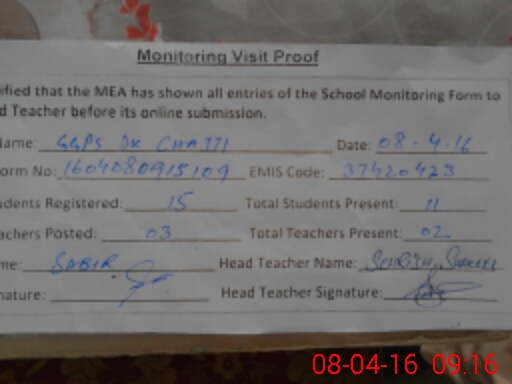 Monitoring Visit Proof
ified that the MEA has shown all entries of the School Monitoring Form to
d Teacher before its online submission.
Name: GGPS DK CHATTI Date: 08-4-16
orm No: 1604080915109 EMIS Code: 37420423
udents Registered: 15 Total Students Present: 11
achers Posted: 03 Total Teachers Present: 02
me: SABIR Head Teacher Name:
nature: Head Teacher Signature:
08-04-16 09:16